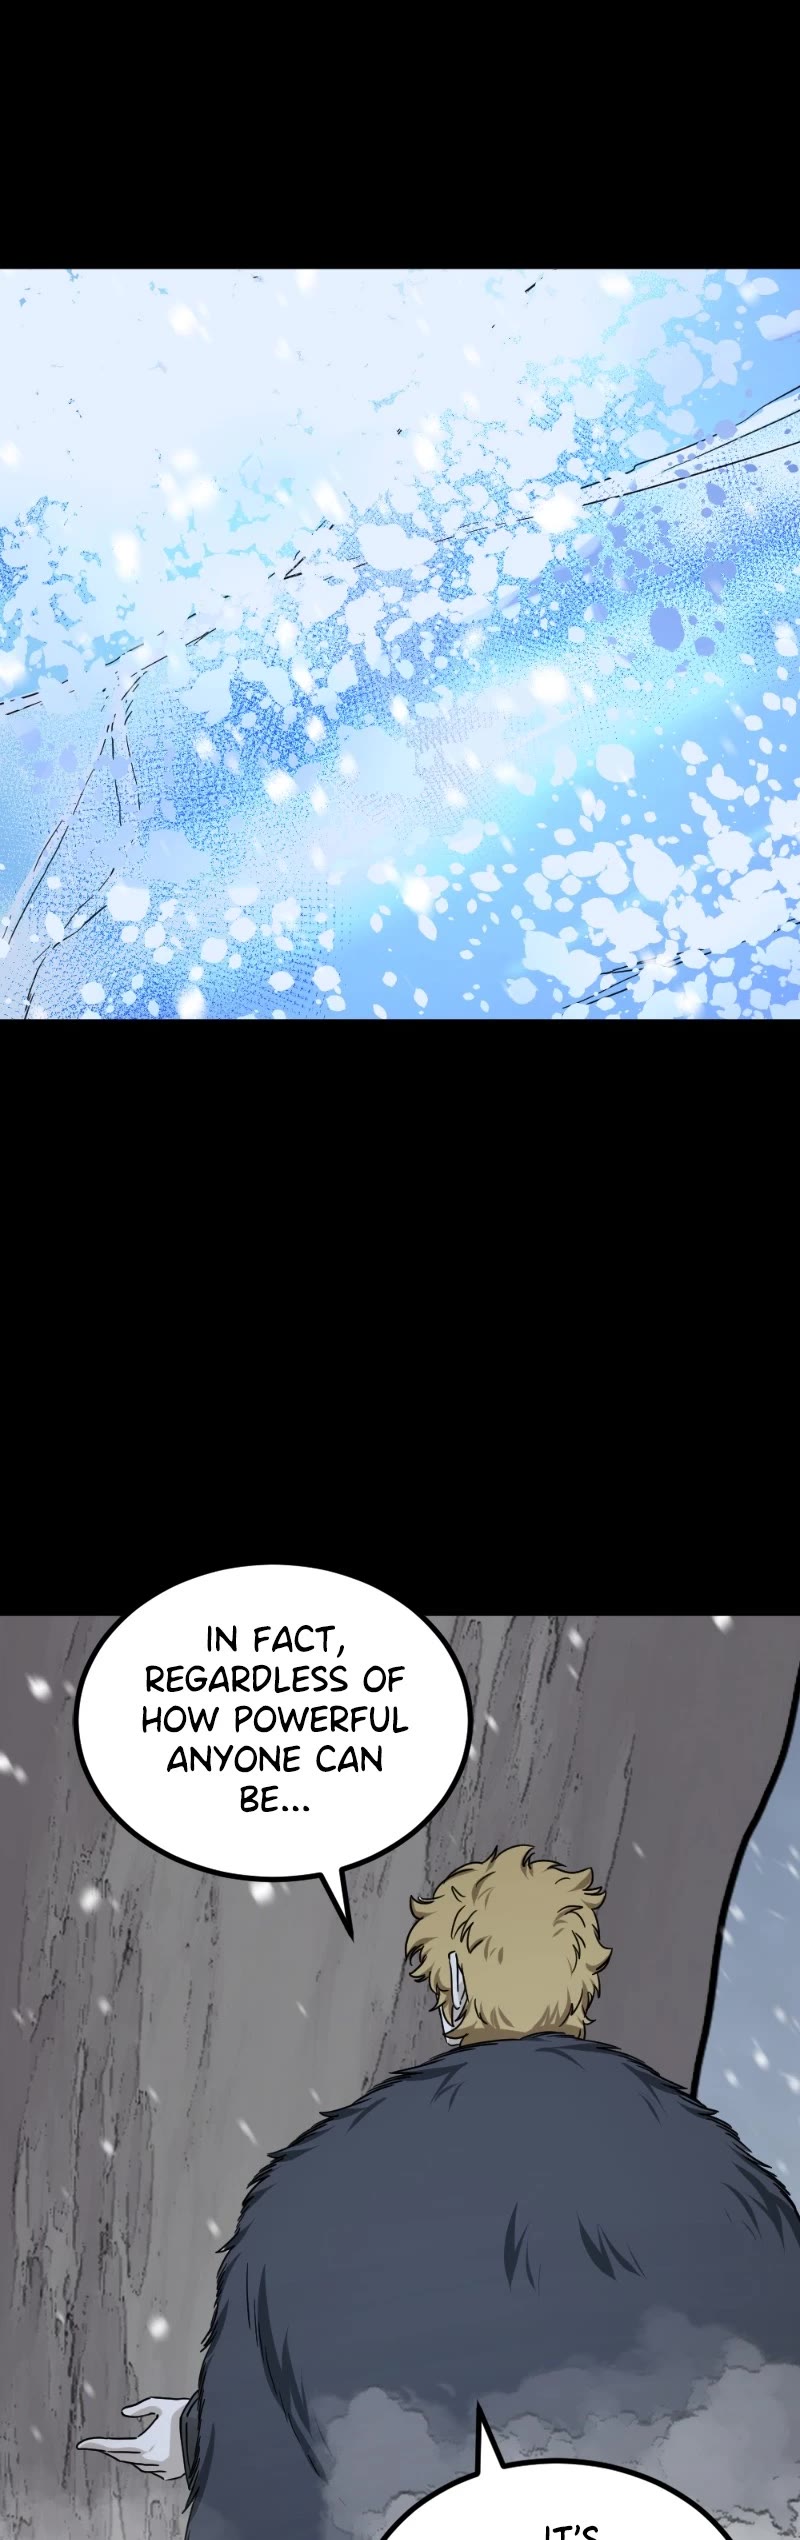 IN FACT,
REGARDLESS OF
HOW POWERFUL
ANYONE CAN
BE...
IT'S